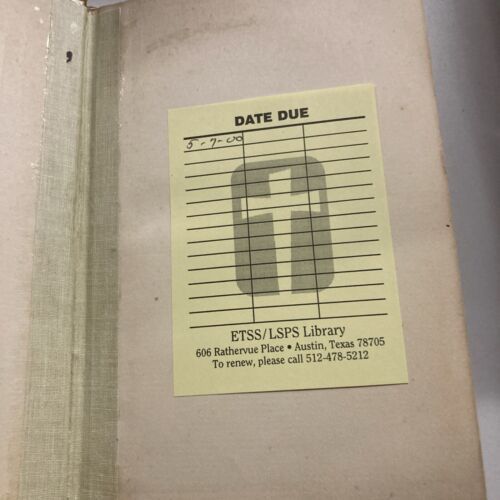 DATE DUE
5-7-00
ETSS/LSPS Library
606 Rathervue Place • Austin, Texas 78705
To renew, please call 512-478-5212